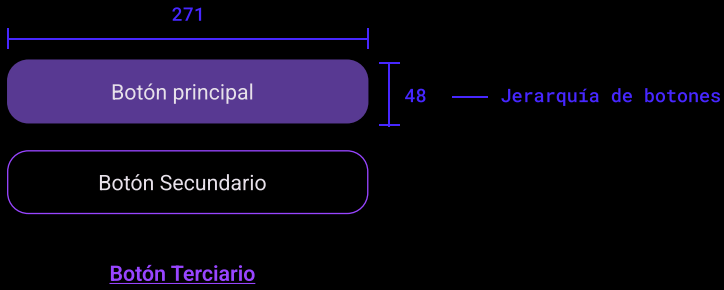 271
Botón principal
48
Jerarquía de botones
Botón Secundario
Botón Terciario